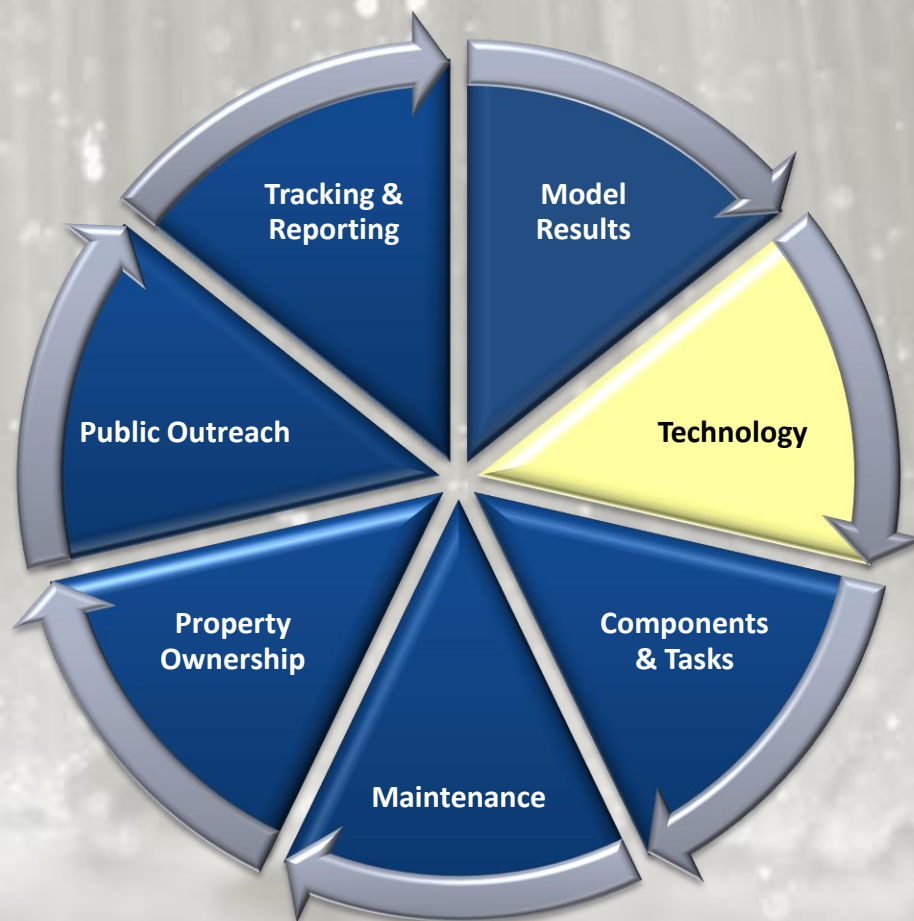 Tracking &
Reporting
Model
Results
Public Outreach
Technology
Property
Ownership
Components
& Tasks
Maintenance